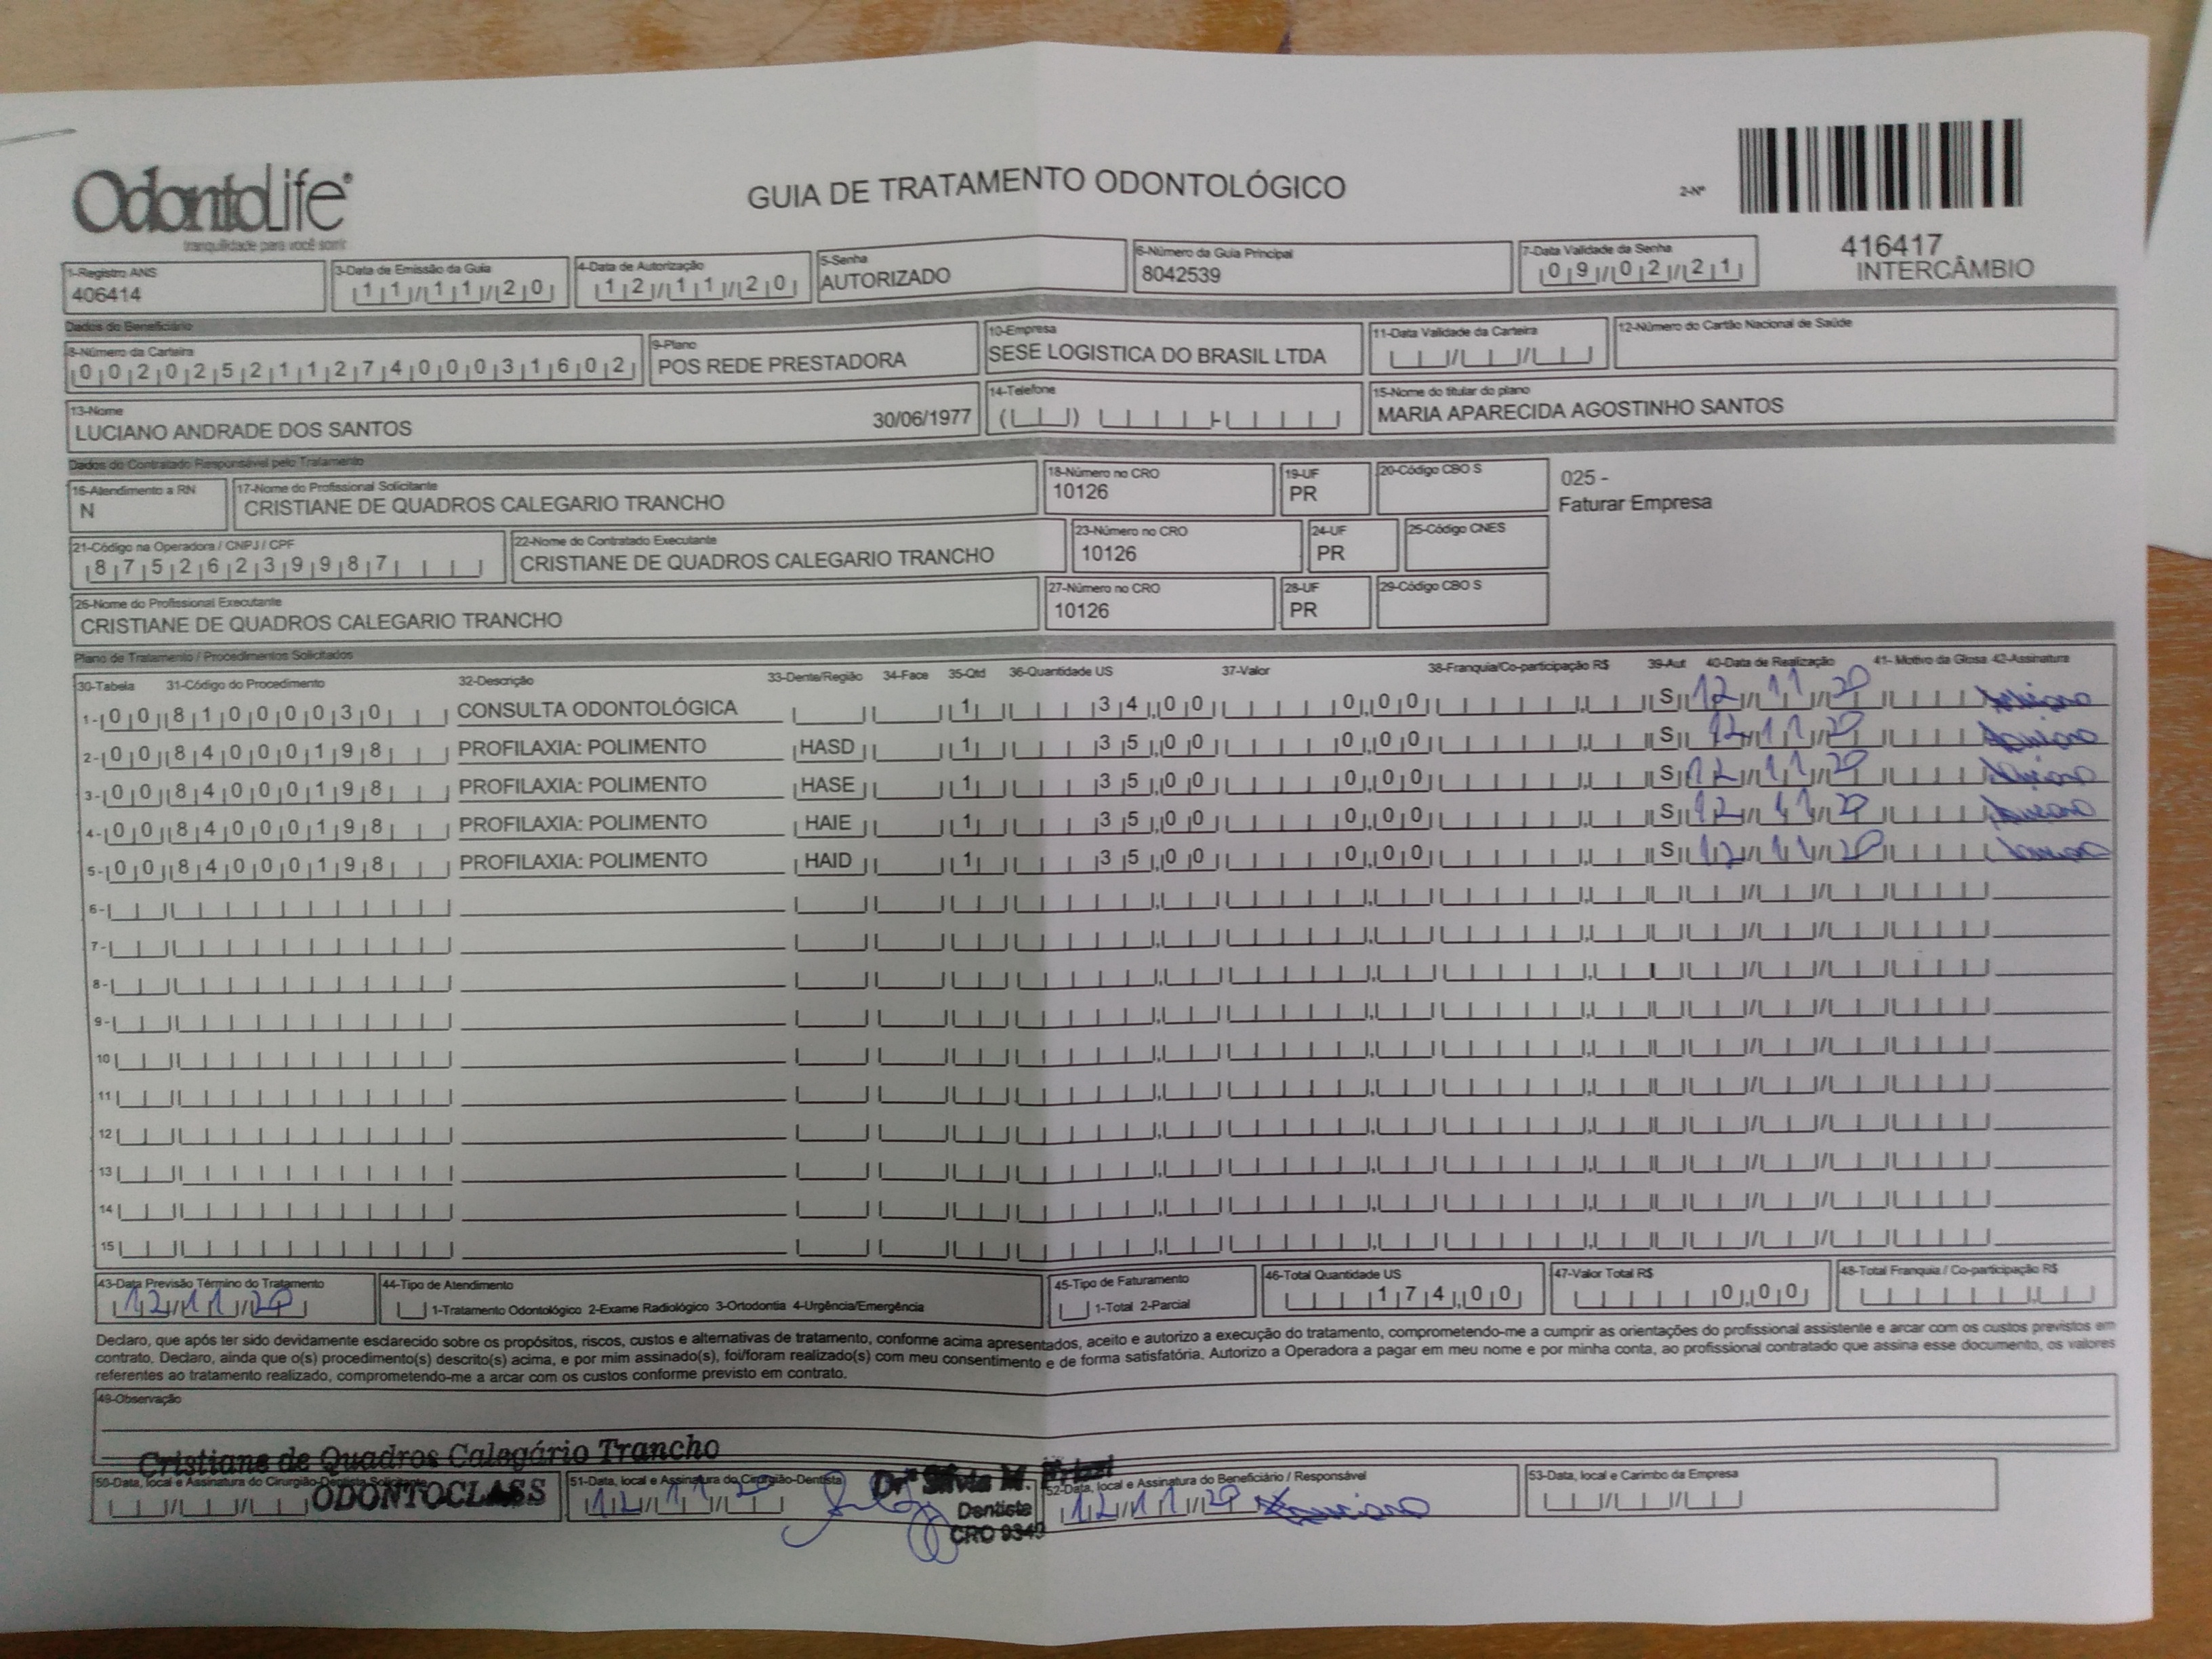 OdontoLife®
tranquilidade para você sorrir
GUIA DE TRATAMENTO ODONTOLÓGICO
2-Nº
416417
INTERCÂMBIO
1-Registro ANS
406414
3-Data de Emissão da Guia
11/11/20
4-Data de Autorização
12/11/20
5-Senha
AUTORIZADO
6-Número da Guia Principal
8042539
7-Data Validade da Senha
09/02/21
Dados do Beneficiário
8-Número da Carteira
00202521127400031602
9-Plano
POS REDE PRESTADORA
10-Empresa
SESE LOGISTICA DO BRASIL LTDA
11-Data Validade da Carteira
12-Número do Cartão Nacional de Saúde
13-Nome
LUCIANO ANDRADE DOS SANTOS 30/06/1977
14-Telefone
15-Nome do titular do plano
MARIA APARECIDA AGOSTINHO SANTOS
Dados do Contratado Responsável pelo Tratamento
16-Atendimento a RN
N
17-Nome do Profissional Solicitante
CRISTIANE DE QUADROS CALEGARIO TRANCHO
18-Número no CRO
10126
19-UF
PR
20-Código CBO S
025 -
Faturar Empresa
21-Código na Operadora / CNPJ / CPF
87526239987
22-Nome do Contratado Executante
CRISTIANE DE QUADROS CALEGARIO TRANCHO
23-Número no CRO
10126
24-UF
PR
25-Código CNES
26-Nome do Profissional Executante
CRISTIANE DE QUADROS CALEGARIO TRANCHO
27-Número no CRO
10126
28-UF
PR
29-Código CBO S
Plano de Tratamento / Procedimentos Solicitados
30-Tabela 31-Código do Procedimento 32-Descrição 33-Dente/Região 34-Face 35-Qtd 36-Quantidade US 37-Valor 38-Franquia/Co-participação R$ 39-Aut 40-Data de Realização 41- Motivo da Glosa 42-Assinatura
1- 00 81000030 CONSULTA ODONTOLÓGICA 1 34,00 0,00 S 12/11/20 Luciano
2- 00 84000198 PROFILAXIA: POLIMENTO HASD 1 35,00 0,00 S 12/11/20 Luciano
3- 00 84000198 PROFILAXIA: POLIMENTO HASE 1 35,00 0,00 S 12/11/20 Luciano
4- 00 84000198 PROFILAXIA: POLIMENTO HAIE 1 35,00 0,00 S 12/11/20 Luciano
5- 00 84000198 PROFILAXIA: POLIMENTO HAID 1 35,00 0,00 S 12/11/20 Luciano
6-
7-
8-
9-
10
11
12
13
14
15
43-Data Previsão Término do Tratamento
12/11/20
44-Tipo de Atendimento
1-Tratamento Odontológico 2-Exame Radiológico 3-Ortodontia 4-Urgência/Emergência
45-Tipo de Faturamento
1-Total 2-Parcial
46-Total Quantidade US
174,00
47-Valor Total R$
0,00
48-Total Franquia / Co-participação R$
Declaro, que após ter sido devidamente esclarecido sobre os propósitos, riscos, custos e alternativas de tratamento, conforme acima apresentados, aceito e autorizo a execução do tratamento, comprometendo-me a cumprir as orientações do profissional assistente e arcar com os custos previstos em
contrato. Declaro, ainda que o(s) procedimento(s) descrito(s) acima, e por mim assinado(s), foi/foram realizado(s) com meu consentimento e de forma satisfatória. Autorizo a Operadora a pagar em meu nome e por minha conta, ao profissional contratado que assina esse documento, os valores
referentes ao tratamento realizado, comprometendo-me a arcar com os custos conforme previsto em contrato.
49-Observação
Cristiane de Quadros Calegário Trancho
50-Data, local e Assinatura do Cirurgião-Dentista Solicitante
ODONTOCLASS
51-Data, local e Assinatura do Cirurgião-Dentista
12/11/20
Drª Silvia M.
Dentista
CRO 9349
52-Data, local e Assinatura do Beneficiário / Responsável
12/11/20 Luciano
53-Data, local e Carimbo da Empresa